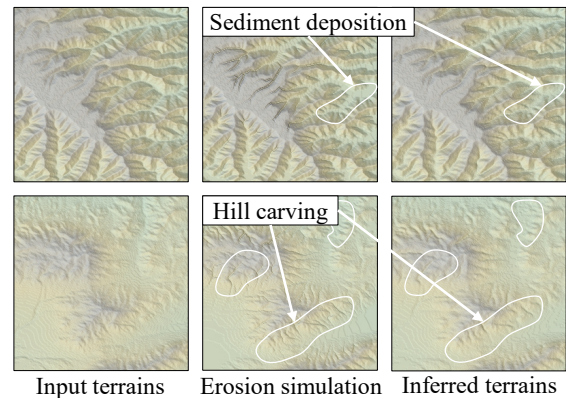 Sediment deposition
Hill carving
Input terrains
Erosion simulation
Inferred terrains